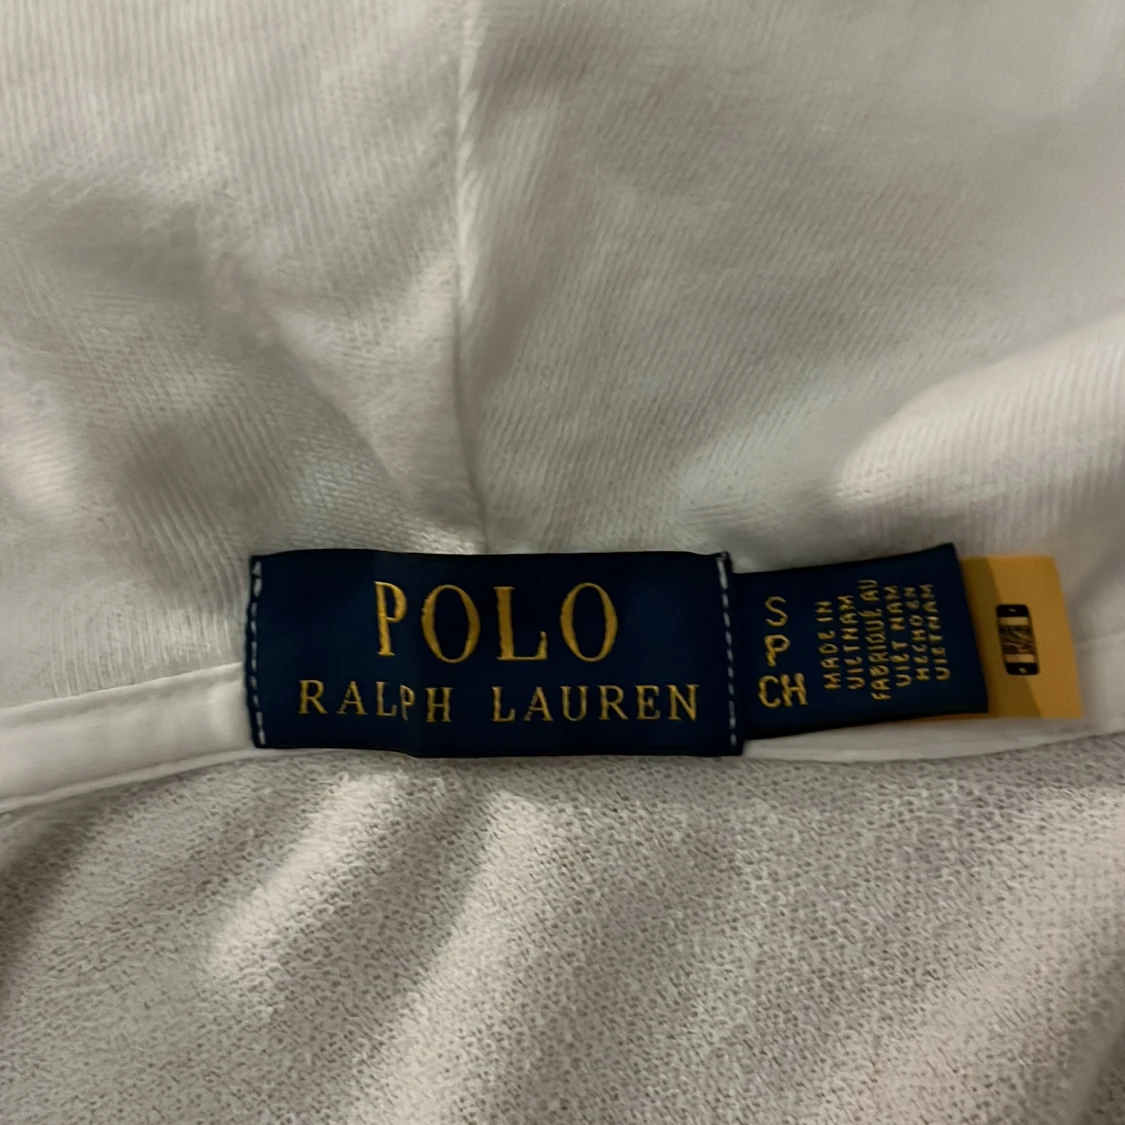 POLO
RALPH LAUREN
S
P
CH
MADE IN
VIETNAM
FABRIQUÉ AU
VIET NAM
HECHO EN
VIETNAM